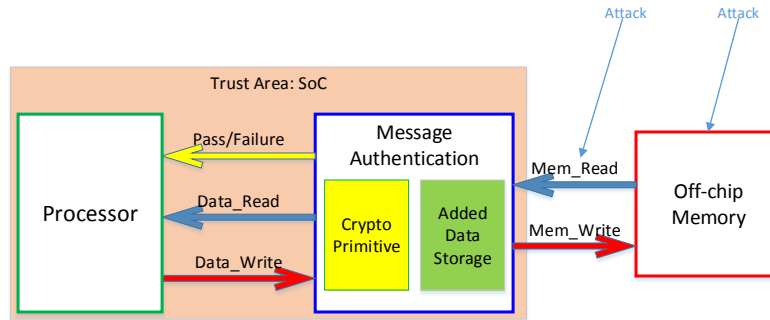 Attack
Attack
Trust Area: SoC
Pass/Failure
Message
Authentication
Mem_Read
Processor
Data_Read
Crypto
Primitive
Added
Data
Storage
Off-chip
Memory
Mem_Write
Data_Write